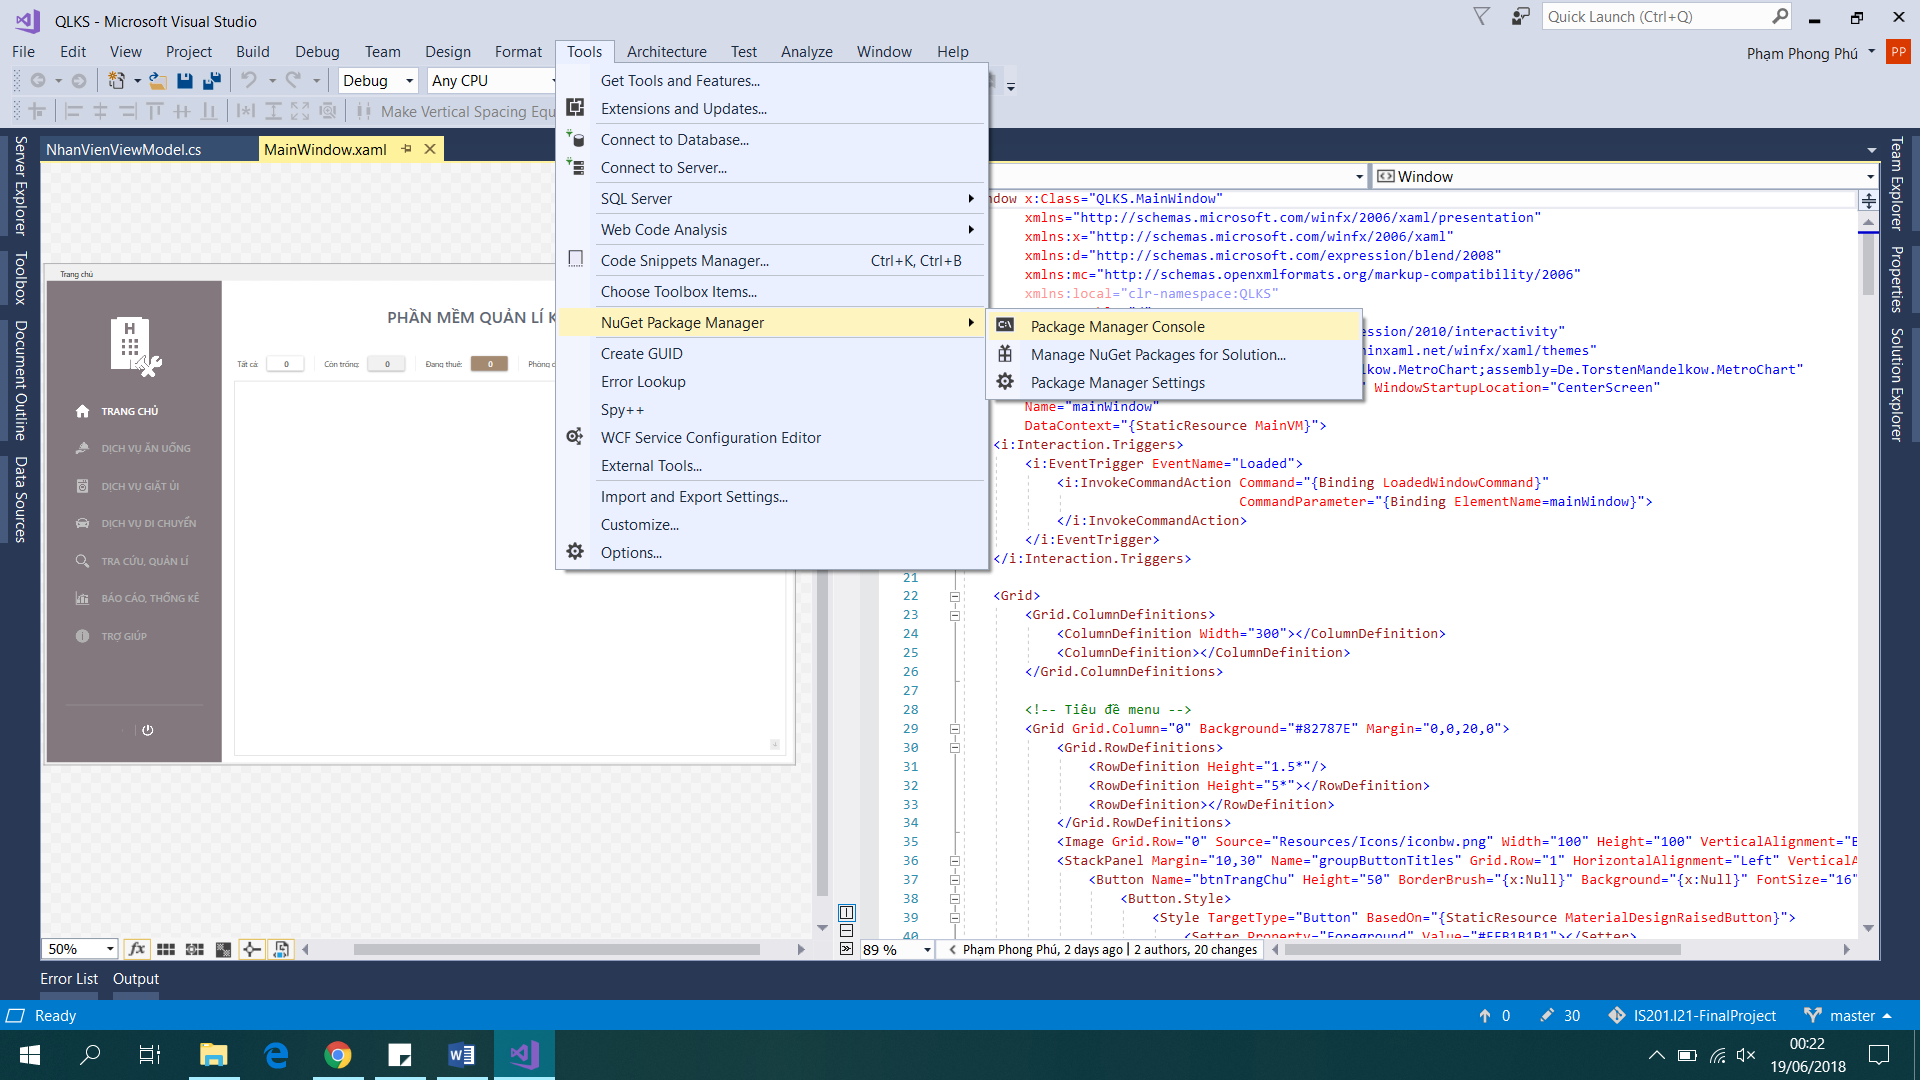 QLKS - Microsoft Visual Studio
Quick Launch (Ctrl+Q)
File Edit View Project Build Debug Team Design Format Tools Architecture Test Analyze Window Help
Phạm Phong Phú
PP
Debug
Any CPU
Make Vertical Spacing Equ
Get Tools and Features...
Extensions and Updates...
Connect to Database...
Connect to Server...
SQL Server
Web Code Analysis
Code Snippets Manager... Ctrl+K, Ctrl+B
Choose Toolbox Items...
NuGet Package Manager
Create GUID
Error Lookup
Spy++
WCF Service Configuration Editor
External Tools...
Import and Export Settings...
Customize...
Options...
Package Manager Console
Manage NuGet Packages for Solution...
Package Manager Settings
Server Explorer
Toolbox
Document Outline
Data Sources
NhanVienViewModel.cs
MainWindow.xaml
Trang chủ
PHẦN MỀM QUẢN LÍ K
Tất cả: 0
Còn trống: 0
Đang thuê: 0
TRANG CHỦ
DỊCH VỤ ĂN UỐNG
DỊCH VỤ GIẶT ỦI
DỊCH VỤ DI CHUYỂN
TRA CỨU, QUẢN LÍ
BÁO CÁO, THỐNG KÊ
TRỢ GIÚP
Window
ndow x:Class="QLKS.MainWindow"
xmlns="http://schemas.microsoft.com/winfx/2006/xaml/presentation"
xmlns:x="http://schemas.microsoft.com/winfx/2006/xaml"
xmlns:d="http://schemas.microsoft.com/expression/blend/2008"
xmlns:mc="http://schemas.openxmlformats.org/markup-compatibility/2006"
xmlns:local="clr-namespace:QLKS"
ession/2010/interactivity"
inxaml.net/winfx/xaml/themes"
lkow.MetroChart;assembly=De.TorstenMandelkow.MetroChart"
" WindowStartupLocation="CenterScreen"
Name="mainWindow"
DataContext="{StaticResource MainVM}">
<i:Interaction.Triggers>
<i:EventTrigger EventName="Loaded">
<i:InvokeCommandAction Command="{Binding LoadedWindowCommand}"
CommandParameter="{Binding ElementName=mainWindow}">
</i:InvokeCommandAction>
</i:EventTrigger>
</i:Interaction.Triggers>
21
22 <Grid>
23 <Grid.ColumnDefinitions>
24 <ColumnDefinition Width="300"></ColumnDefinition>
25 <ColumnDefinition></ColumnDefinition>
26 </Grid.ColumnDefinitions>
27
28 <!-- Tiêu đề menu -->
29 <Grid Grid.Column="0" Background="#82787E" Margin="0,0,20,0">
30 <Grid.RowDefinitions>
31 <RowDefinition Height="1.5*"/>
32 <RowDefinition Height="5*"></RowDefinition>
33 <RowDefinition></RowDefinition>
34 </Grid.RowDefinitions>
35 <Image Grid.Row="0" Source="Resources/Icons/iconbw.png" Width="100" Height="100" VerticalAlignment="B
36 <StackPanel Margin="10,30" Name="groupButtonTitles" Grid.Row="1" HorizontalAlignment="Left" VerticalA
37 <Button Name="btnTrangChu" Height="50" BorderBrush="{x:Null}" Background="{x:Null}" FontSize="16"
38 <Button.Style>
39 <Style TargetType="Button" BasedOn="{StaticResource MaterialDesignRaisedButton}">
40 <Setter Property="Foreground" Value="#FFB1B1B1"></Setter>
Team Explorer
Properties
Solution Explorer
50%
89 %
Phạm Phong Phú, 2 days ago | 2 authors, 20 changes
Error List Output
Ready
0
30
IS201.I21-FinalProject
master
00:22
19/06/2018